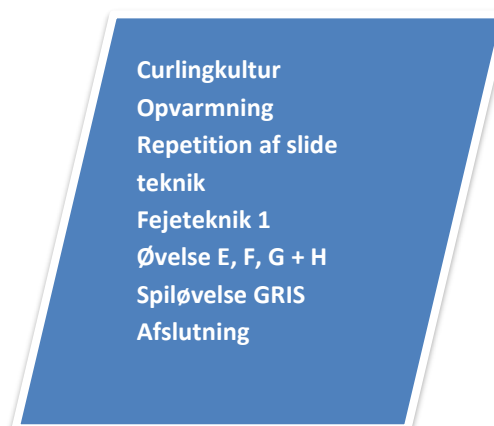 Curlingkultur
Opvarmning
Repetition af slide
teknik
Fejeteknik 1
Øvelse E, F, G + H
Spiløvelse GRIS
Afslutning